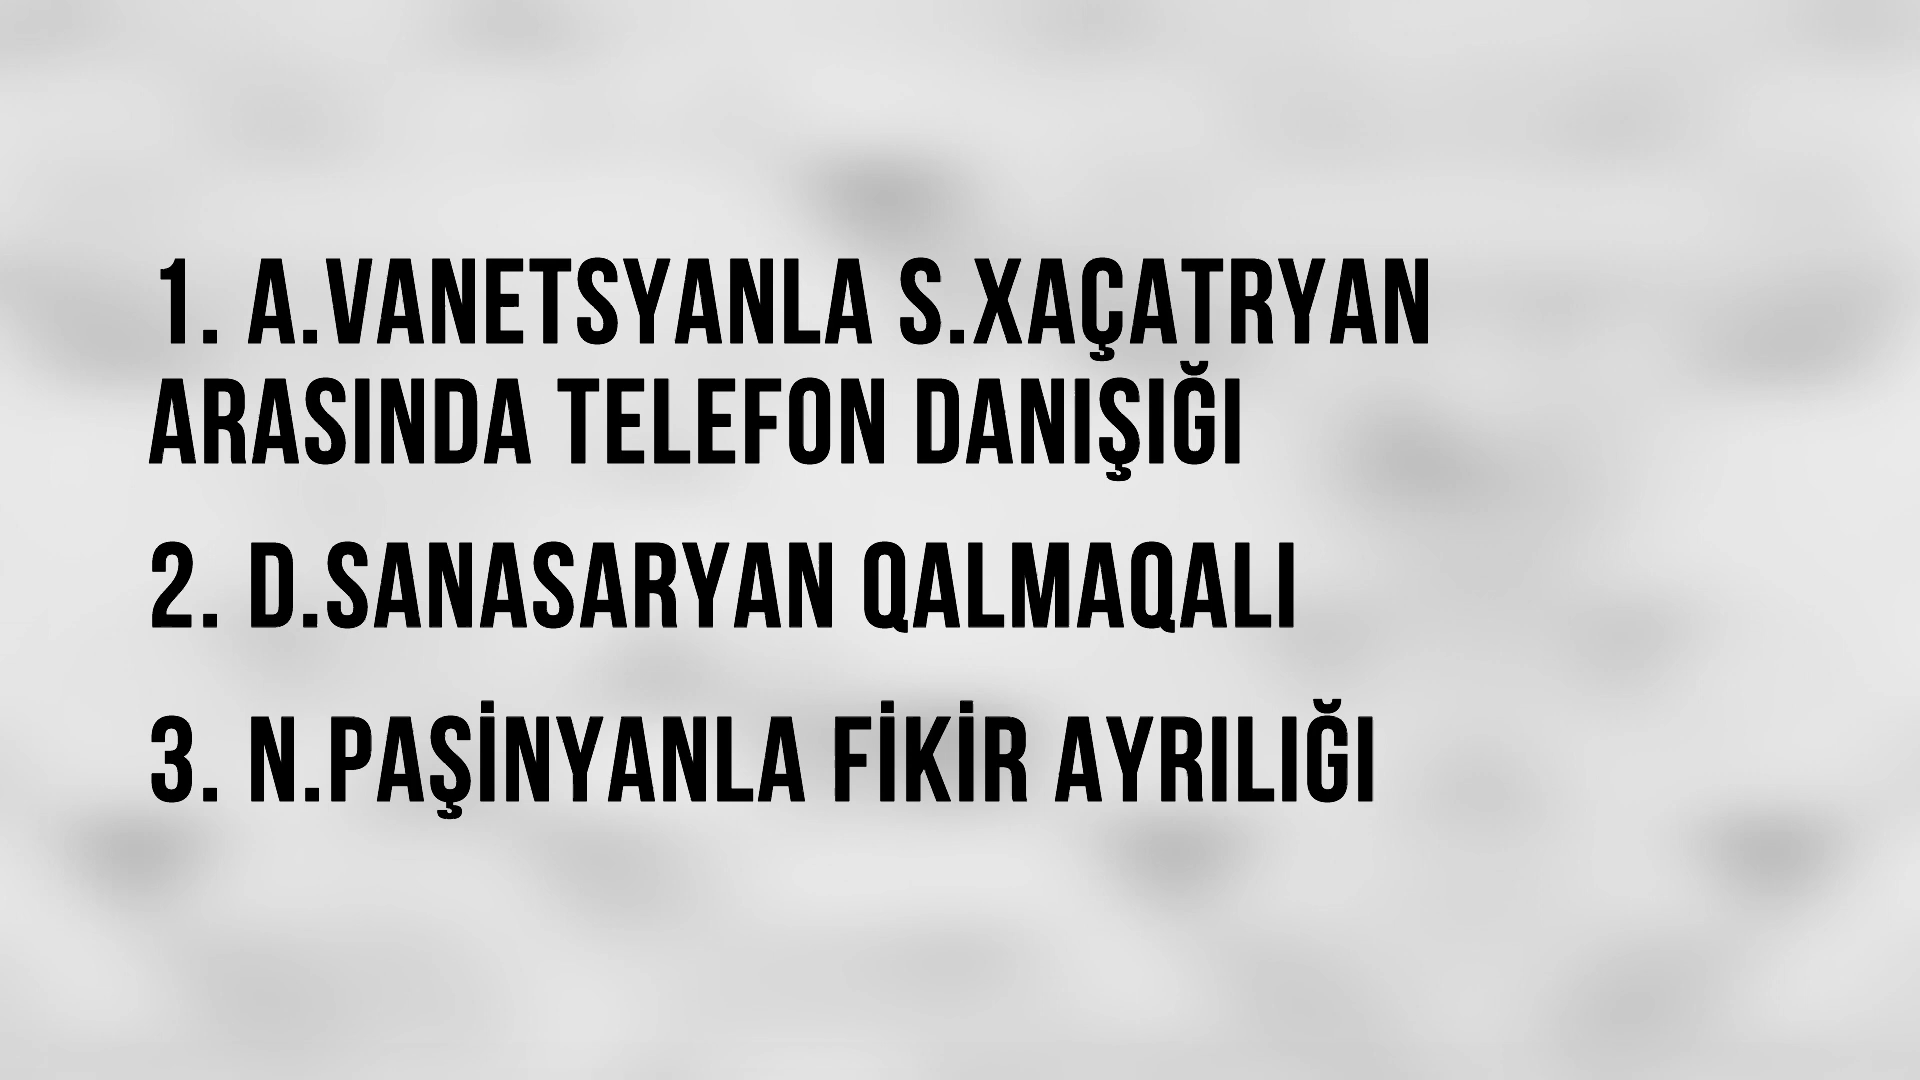 1. A.VANETSYANLA S.XAÇATRYAN
ARASINDA TELEFON DANIŞIĞI
2. D.SANASARYAN QALMAQALI
3. N.PAŞİNYANLA FİKİR AYRILIĞI